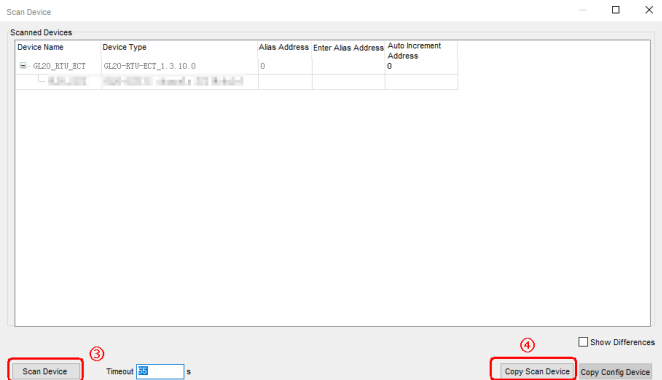 Scan Device
Scanned Devices
Device Name Device Type Alias Address Enter Alias Address Auto Increment Address
GL20_RTU_ECT GL20-RTU-ECT_1.3.10.0 0 0
Show Differences
③ ④
Scan Device Timeout 55 s Copy Scan Device Copy Config Device